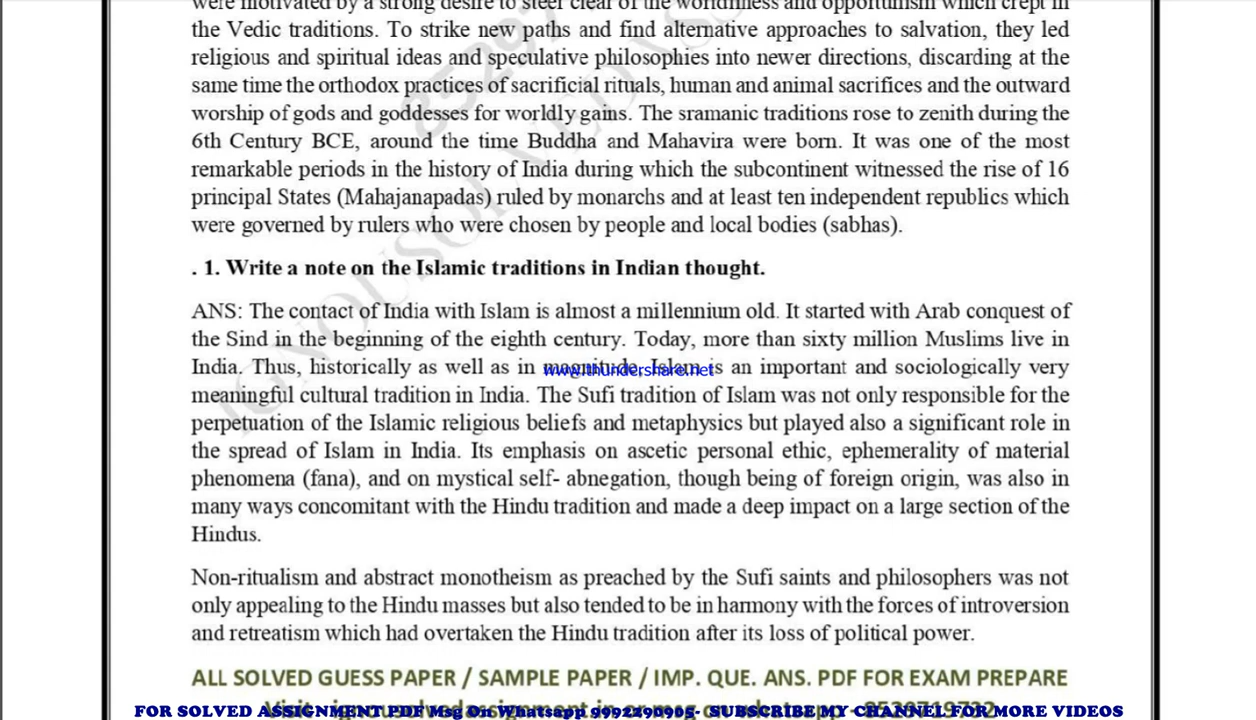 were motivated by a strong desire to steer clear of the worldliness and opportunism which crept in
the Vedic traditions. To strike new paths and find alternative approaches to salvation, they led
religious and spiritual ideas and speculative philosophies into newer directions, discarding at the
same time the orthodox practices of sacrificial rituals, human and animal sacrifices and the outward
worship of gods and goddesses for worldly gains. The sramanic traditions rose to zenith during the
6th Century BCE, around the time Buddha and Mahavira were born. It was one of the most
remarkable periods in the history of India during which the subcontinent witnessed the rise of 16
principal States (Mahajanapadas) ruled by monarchs and at least ten independent republics which
were governed by rulers who were chosen by people and local bodies (sabhas).
. 1. Write a note on the Islamic traditions in Indian thought.
ANS: The contact of India with Islam is almost a millennium old. It started with Arab conquest of
the Sind in the beginning of the eighth century. Today, more than sixty million Muslims live in
India. Thus, historically as well as in magnitude, Islam is an important and sociologically very
www.thundershare.net
meaningful cultural tradition in India. The Sufi tradition of Islam was not only responsible for the
perpetuation of the Islamic religious beliefs and metaphysics but played also a significant role in
the spread of Islam in India. Its emphasis on ascetic personal ethic, ephemerality of material
phenomena (fana), and on mystical self- abnegation, though being of foreign origin, was also in
many ways concomitant with the Hindu tradition and made a deep impact on a large section of the
Hindus.
Non-ritualism and abstract monotheism as preached by the Sufi saints and philosophers was not
only appealing to the Hindu masses but also tended to be in harmony with the forces of introversion
and retreatism which had overtaken the Hindu tradition after its loss of political power.
ALL SOLVED GUESS PAPER / SAMPLE PAPER / IMP. QUE. ANS. PDF FOR EXAM PREPARE
FOR SOLVED ASSIGNMENT PDF Msg On Whatsapp 9992290905- SUBSCRIBE MY CHANNEL FOR MORE VIDEOS